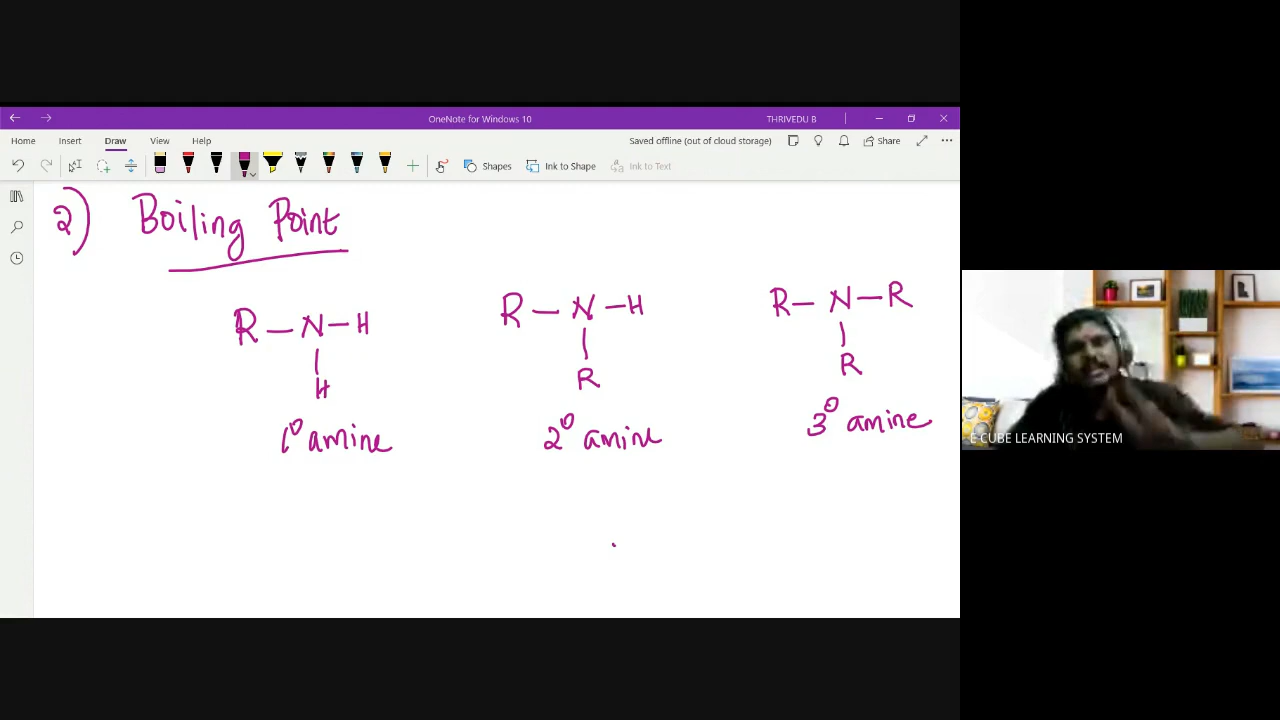 OneNote for Windows 10
THRIVEDU B
Home Insert Draw View Help
Saved offline (out of cloud storage)
Share
Shapes
Ink to Shape
Ink to Text
2) Boiling Point
R — N — H
|
H
1° amine
R — N — H
|
R
2° amine
R — N — R
|
R
3° amine
E CUBE LEARNING SYSTEM